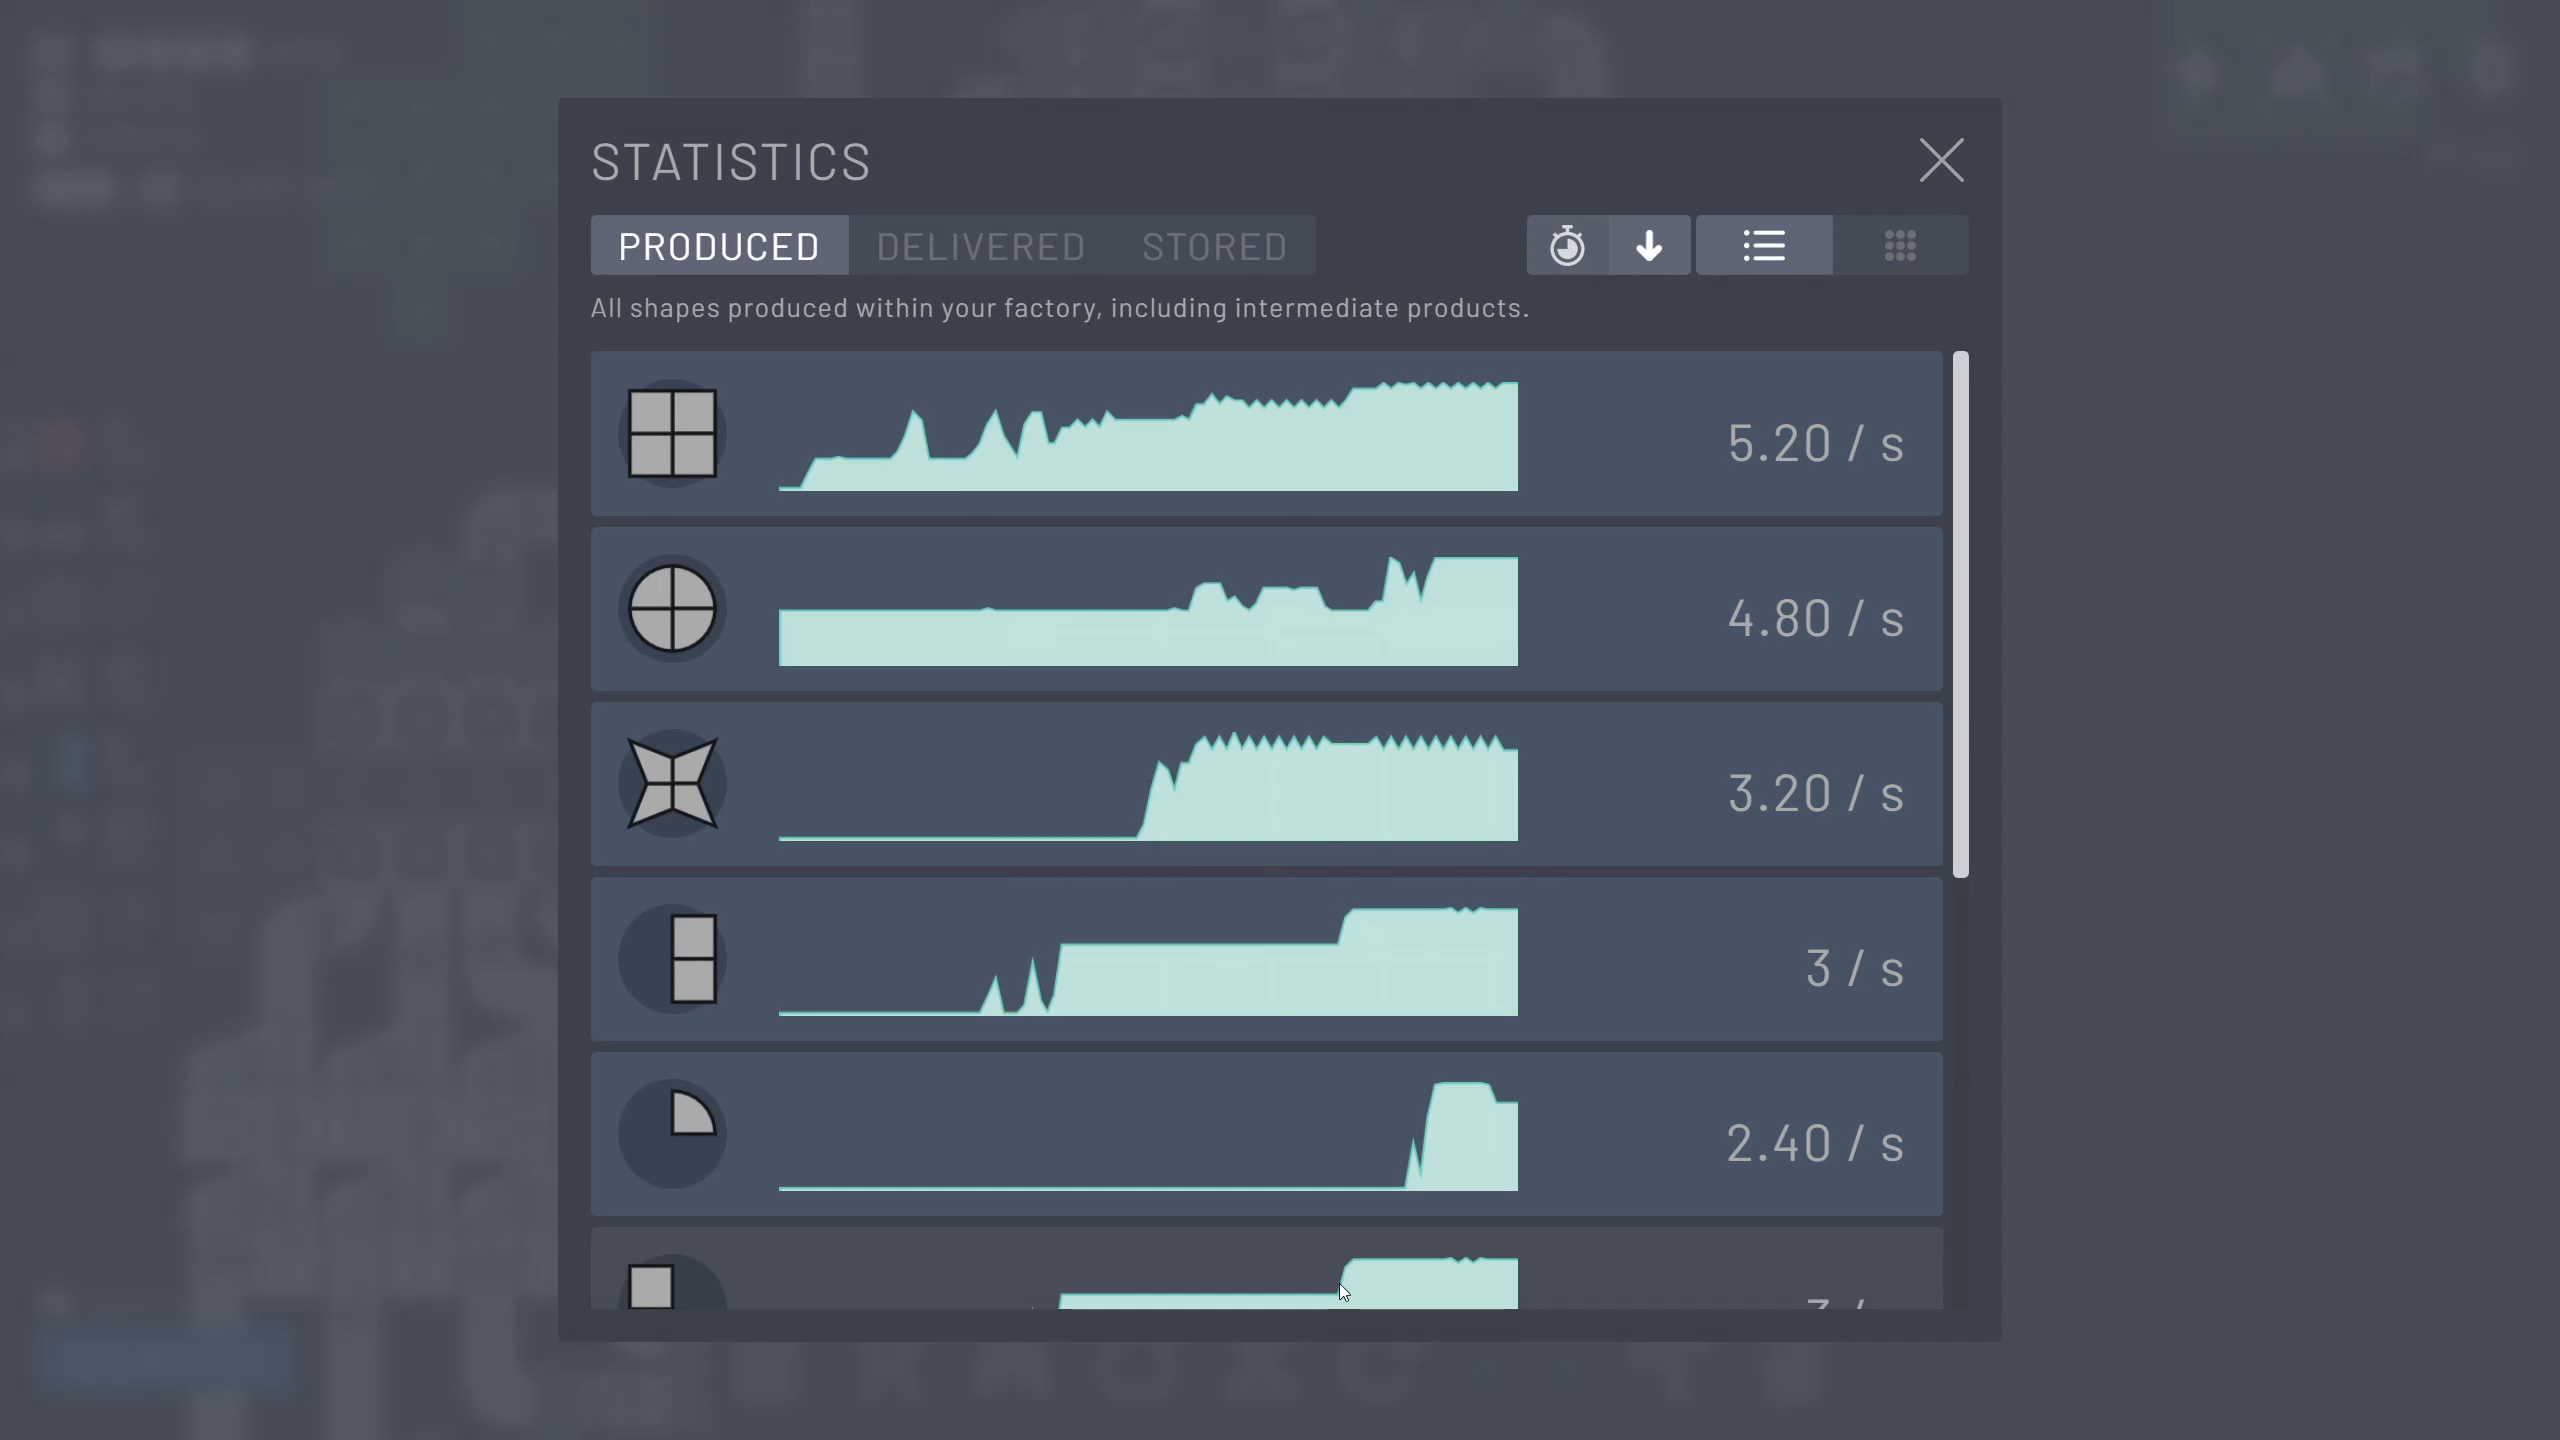 STATISTICS
PRODUCED DELIVERED STORED
All shapes produced within your factory, including intermediate products.
5.20 / s
4.80 / s
3.20 / s
3 / s
2.40 / s